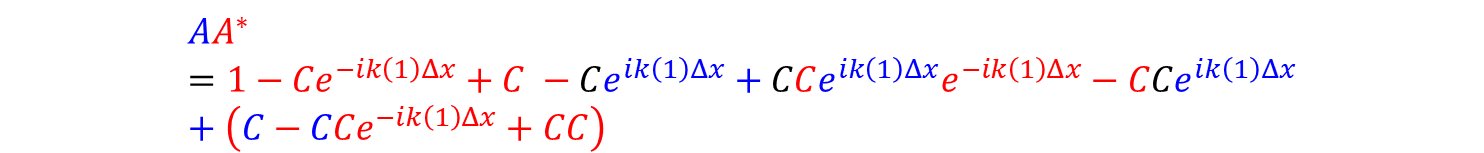 AA*
= 1 − Ce^{−ik(1)Δx} + C − Ce^{ik(1)Δx} + CCe^{ik(1)Δx}e^{−ik(1)Δx} − CCe^{ik(1)Δx}
+ (C − CCe^{−ik(1)Δx} + CC)